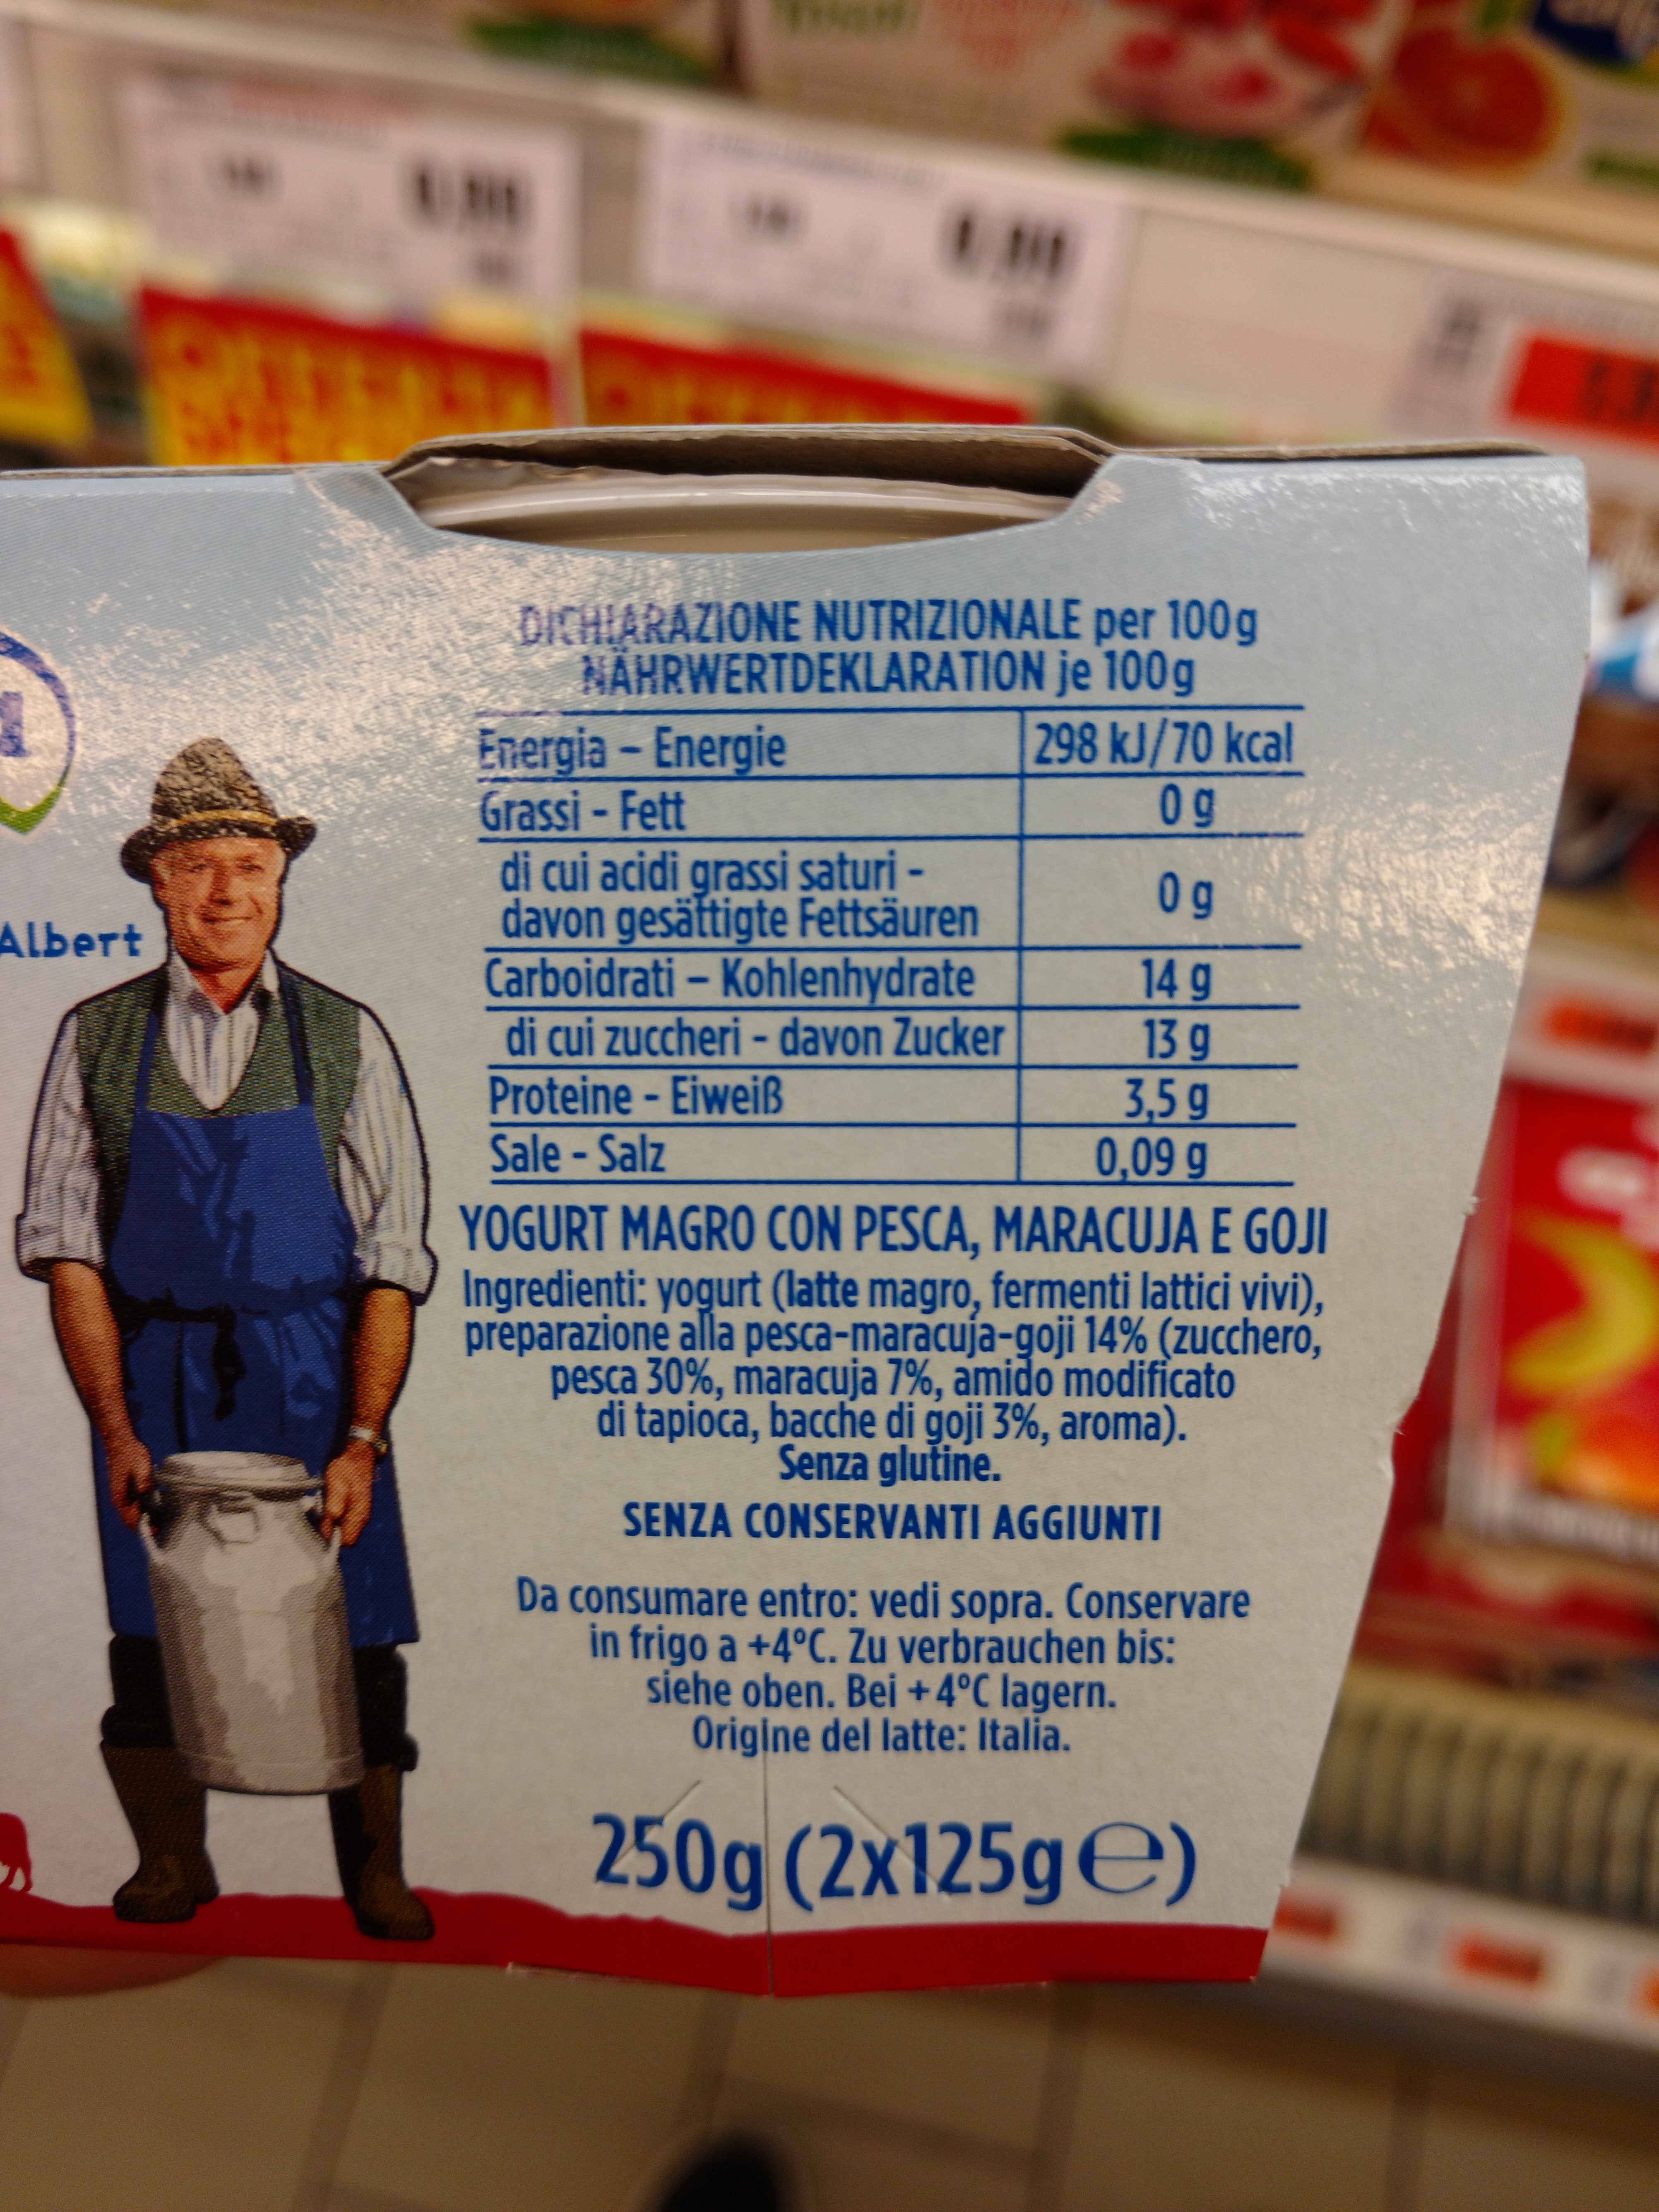 DICHIARAZIONE NUTRIZIONALE per 100g
NÄHRWERTDEKLARATION je 100g
Energia – Energie 298 kJ/70 kcal
Grassi - Fett 0 g
di cui acidi grassi saturi -
davon gesättigte Fettsäuren 0 g
Carboidrati – Kohlenhydrate 14 g
di cui zuccheri - davon Zucker 13 g
Proteine - Eiweiß 3,5 g
Sale - Salz 0,09 g
Albert
YOGURT MAGRO CON PESCA, MARACUJA E GOJI
Ingredienti: yogurt (latte magro, fermenti lattici vivi),
preparazione alla pesca-maracuja-goji 14% (zucchero,
pesca 30%, maracuja 7%, amido modificato
di tapioca, bacche di goji 3%, aroma).
Senza glutine.
SENZA CONSERVANTI AGGIUNTI
Da consumare entro: vedi sopra. Conservare
in frigo a +4°C. Zu verbrauchen bis:
siehe oben. Bei +4°C lagern.
Origine del latte: Italia.
250g (2x125g℮)